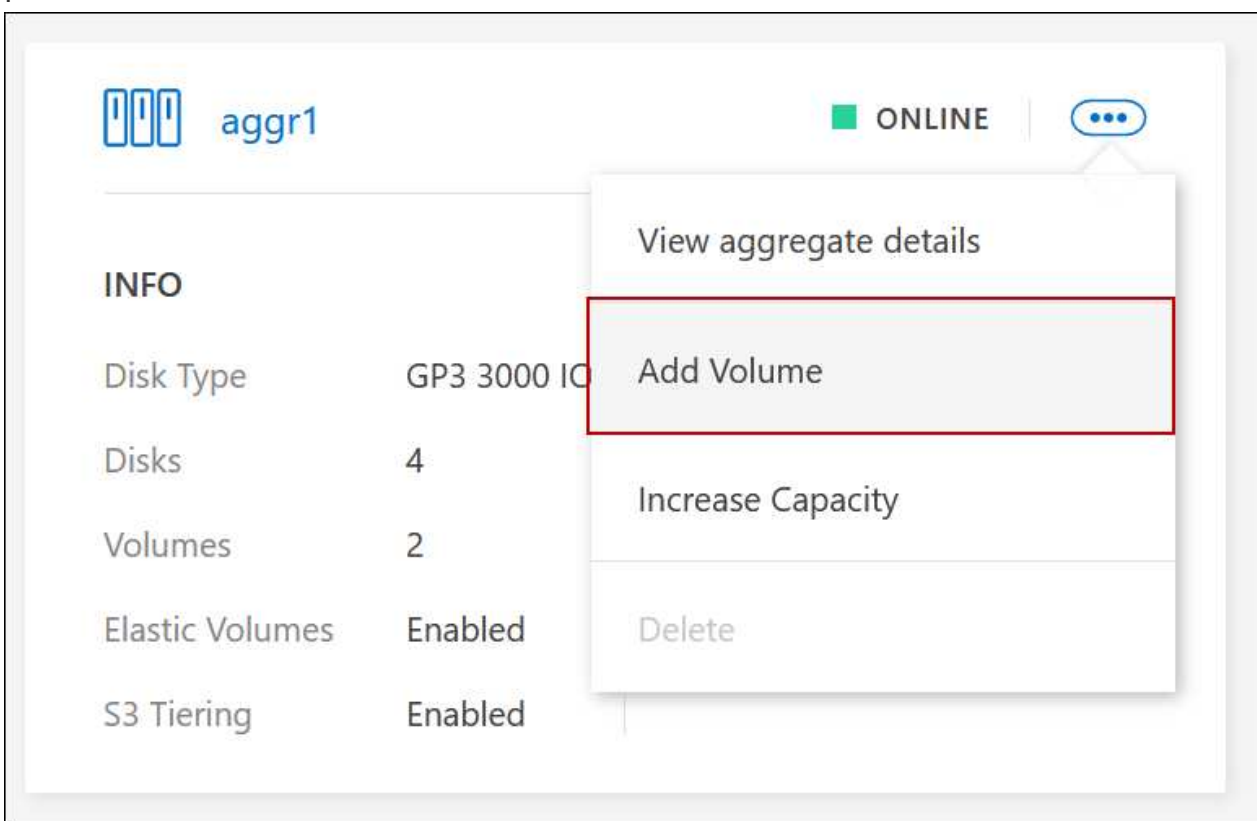 aggr1 ONLINE
View aggregate details
INFO
Disk Type GP3 3000 Add Volume
Disks 4
Increase Capacity
Volumes 2
Elastic Volumes Enabled Delete
S3 Tiering Enabled